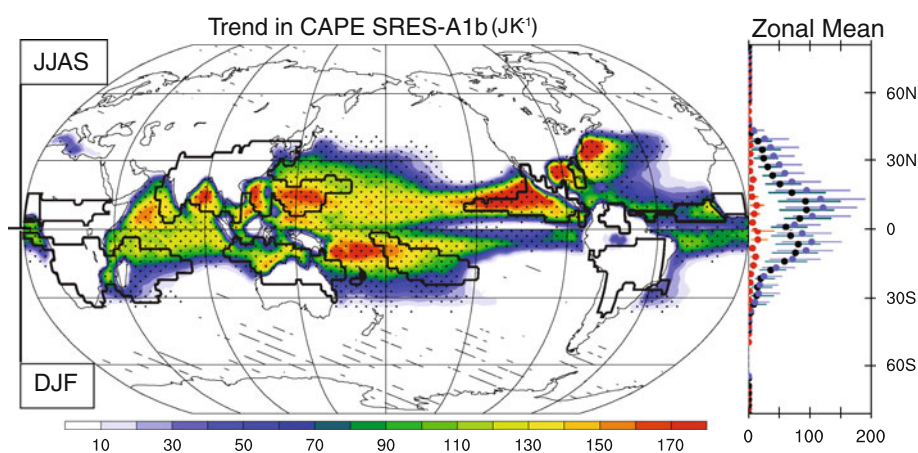 Trend in CAPE SRES-A1b (JK⁻¹)
Zonal Mean
JJAS
60N
30N
0
30S
60S
DJF
10 30 50 70 90 110 130 150 170
0 100 200